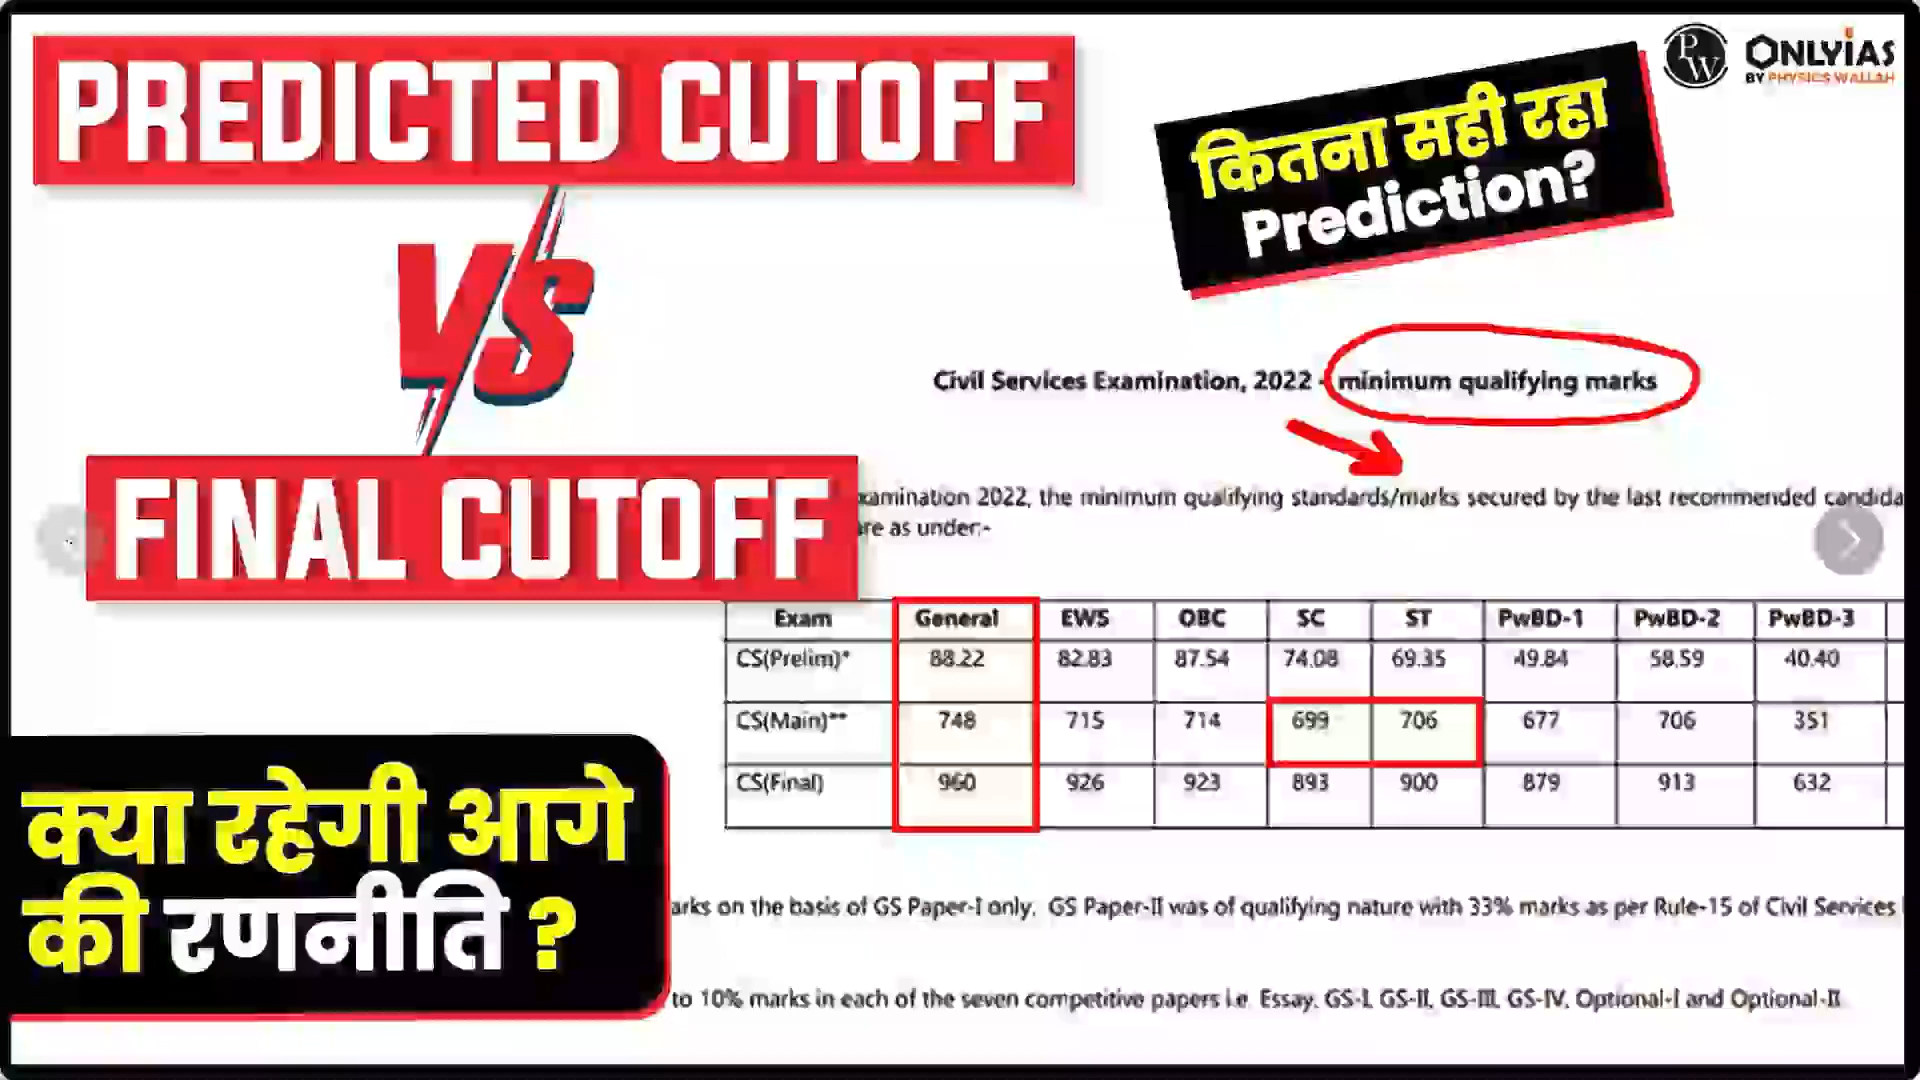 PREDICTED CUTOFF
VS
FINAL CUTOFF
कितना सही रहा
Prediction?
PW
ONLYIAS
BY PHYSICS WALLAH
Civil Services Examination, 2022 - minimum qualifying marks
xamination 2022, the minimum qualifying standards/marks secured by the last recommended candida
re as under:-
Exam General EWS OBC SC ST PwBD-1 PwBD-2 PwBD-3
CS(Prelim)* 88.22 82.83 87.54 74.08 69.35 49.84 58.59 40.40
CS(Main)** 748 715 714 699 706 677 706 351
CS(Final) 960 926 923 893 900 879 913 632
क्या रहेगी आगे
की रणनीति ?
arks on the basis of GS Paper-I only. GS Paper-II was of qualifying nature with 33% marks as per Rule-15 of Civil Services
to 10% marks in each of the seven competitive papers i.e. Essay, GS-I, GS-II, GS-III, GS-IV, Optional-I and Optional-II